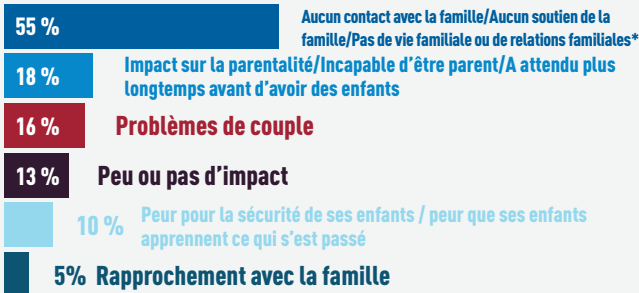 55 % Aucun contact avec la famille/Aucun soutien de la
famille/Pas de vie familiale ou de relations familiales*
18 % Impact sur la parentalité/Incapable d’être parent/A attendu plus
longtemps avant d’avoir des enfants
16 % Problèmes de couple
13 % Peu ou pas d’impact
10 % Peur pour la sécurité de ses enfants / peur que ses enfants
apprennent ce qui s’est passé
5% Rapprochement avec la famille